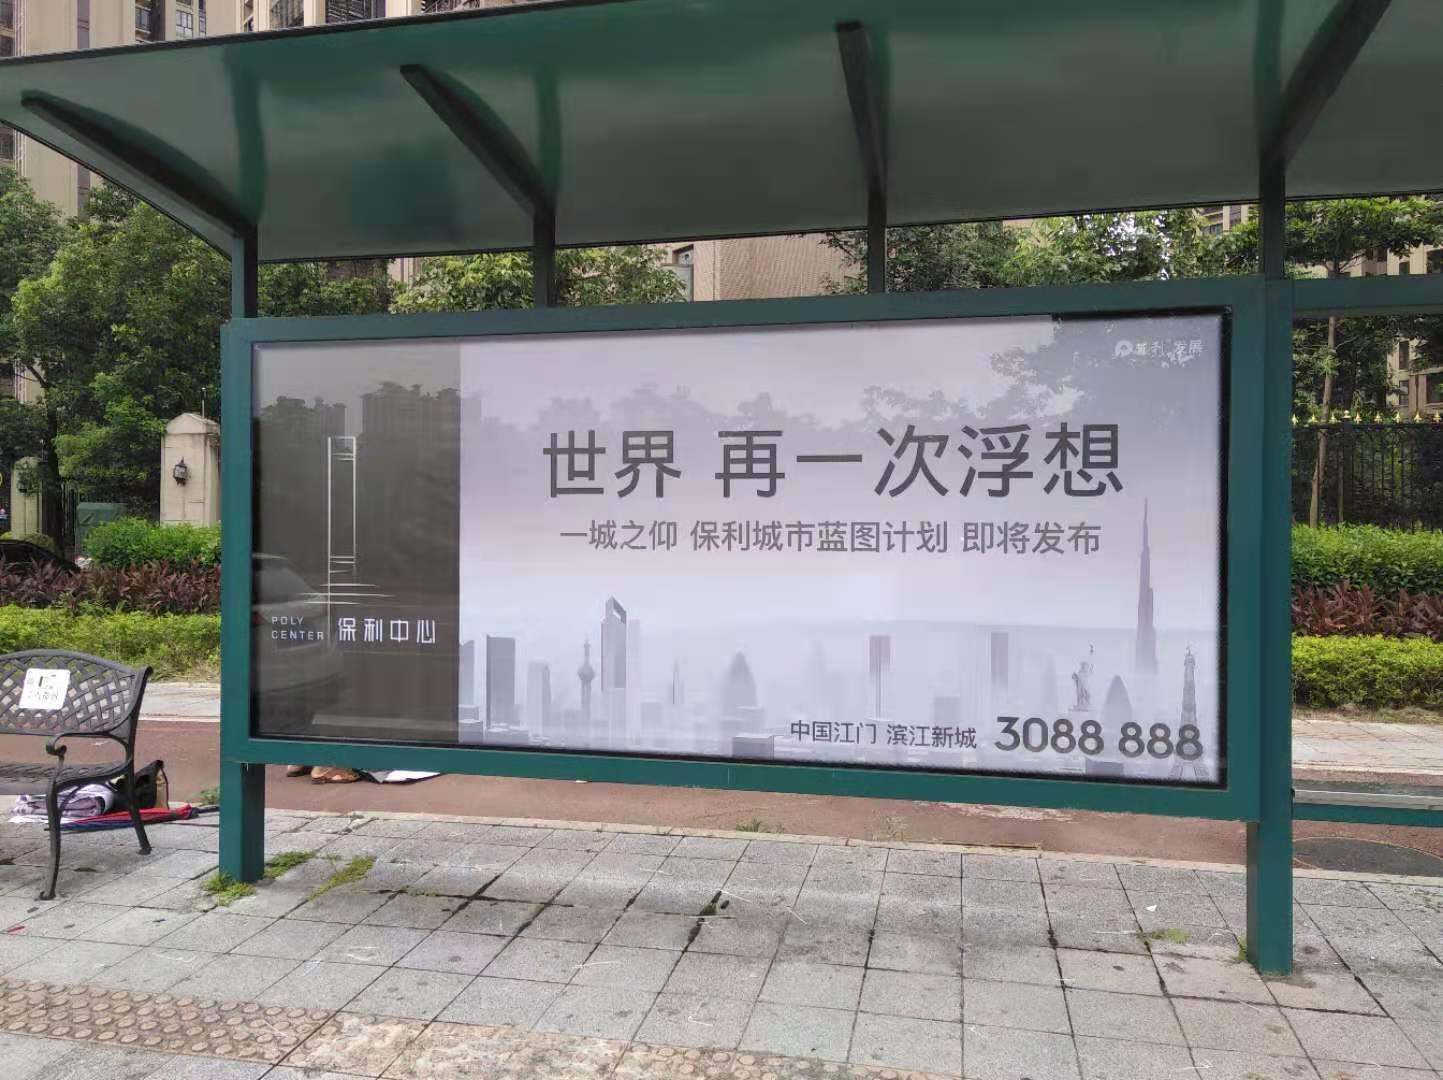 保利发展
世界 再一次浮想
一城之仰 保利城市蓝图计划 即将发布
POLY
CENTER
保利中心
中国江门 滨江新城 3088 888